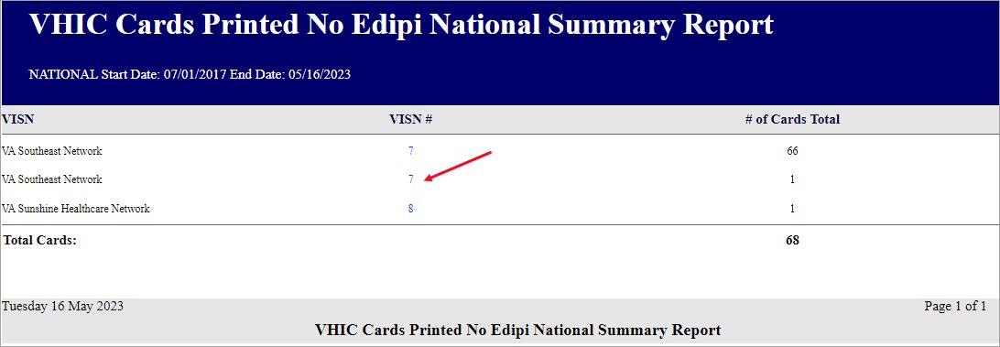 VHIC Cards Printed No Edipi National Summary Report
NATIONAL Start Date: 07/01/2017 End Date: 05/16/2023
VISN VISN # # of Cards Total
VA Southeast Network 7 66
VA Southeast Network 7 1
VA Sunshine Healthcare Network 8 1
Total Cards: 68
Tuesday 16 May 2023 Page 1 of 1
VHIC Cards Printed No Edipi National Summary Report